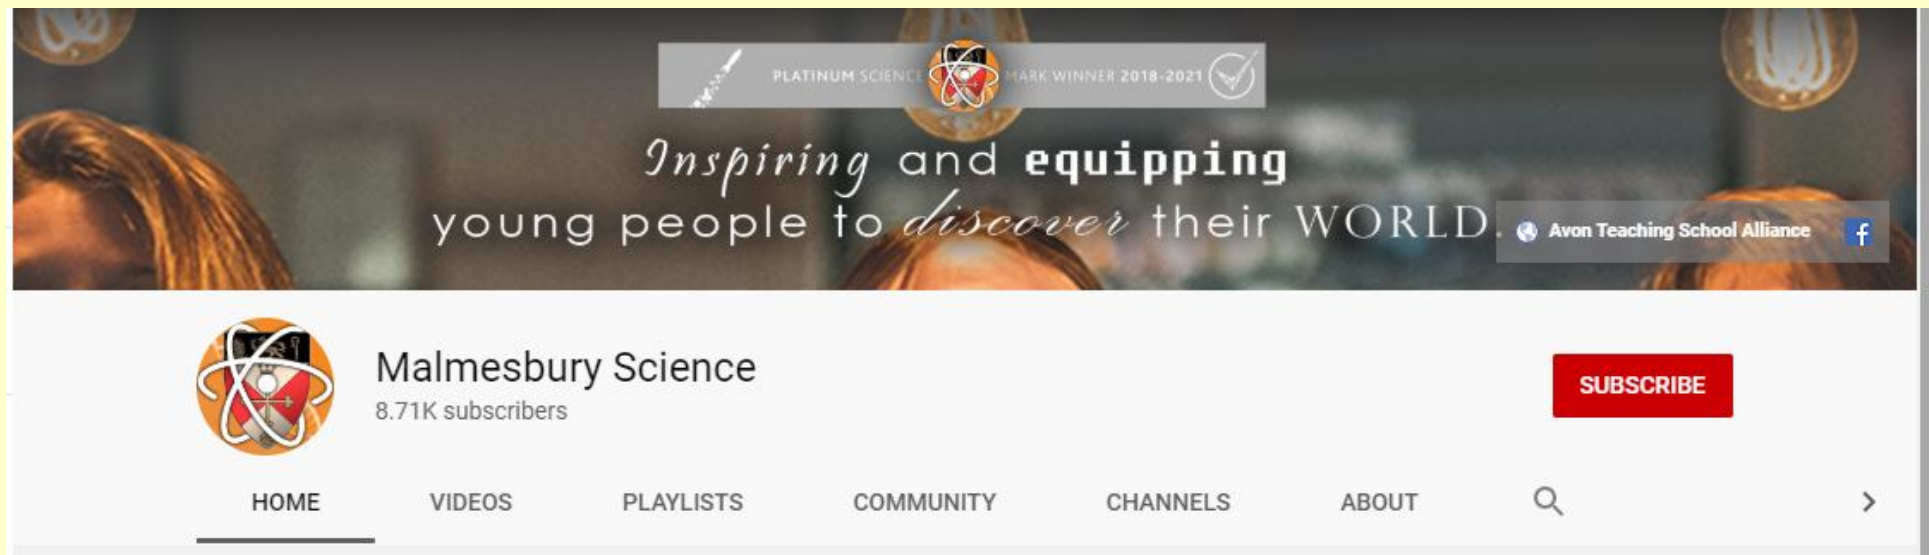 PLATINUM SCIENCE MARK WINNER 2018-2021
Inspiring and equipping
young people to discover their WORLD.
Avon Teaching School Alliance
Malmesbury Science
8.71K subscribers
SUBSCRIBE
HOME VIDEOS PLAYLISTS COMMUNITY CHANNELS ABOUT